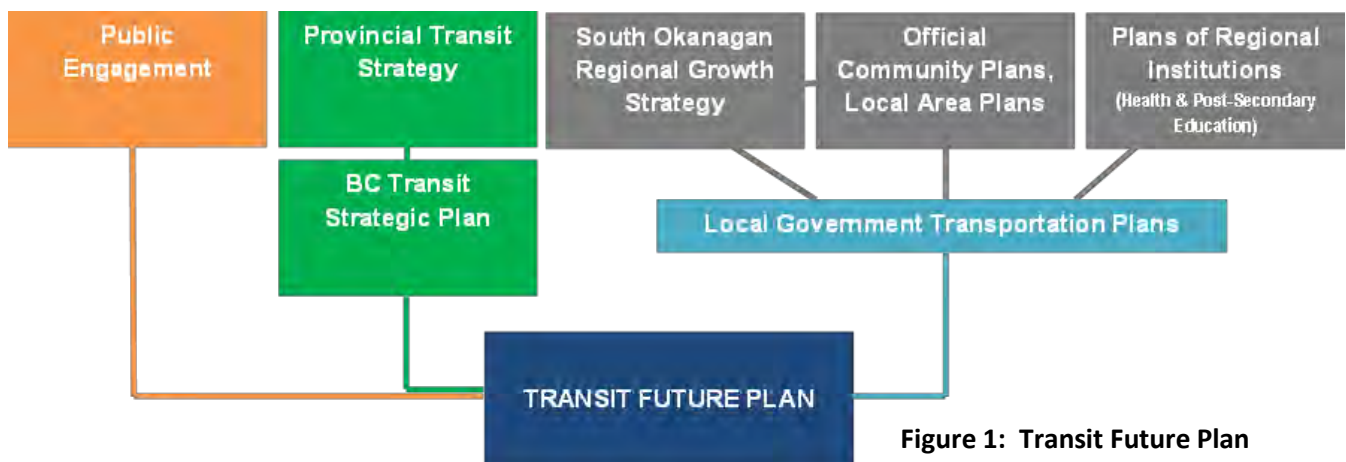 Public
Engagement
Provincial Transit
Strategy
South Okanagan
Regional Growth
Strategy
Official
Community Plans,
Local Area Plans
Plans of Regional
Institutions
(Health & Post-Secondary
Education)
BC Transit
Strategic Plan
Local Government Transportation Plans
TRANSIT FUTURE PLAN
Figure 1: Transit Future Plan